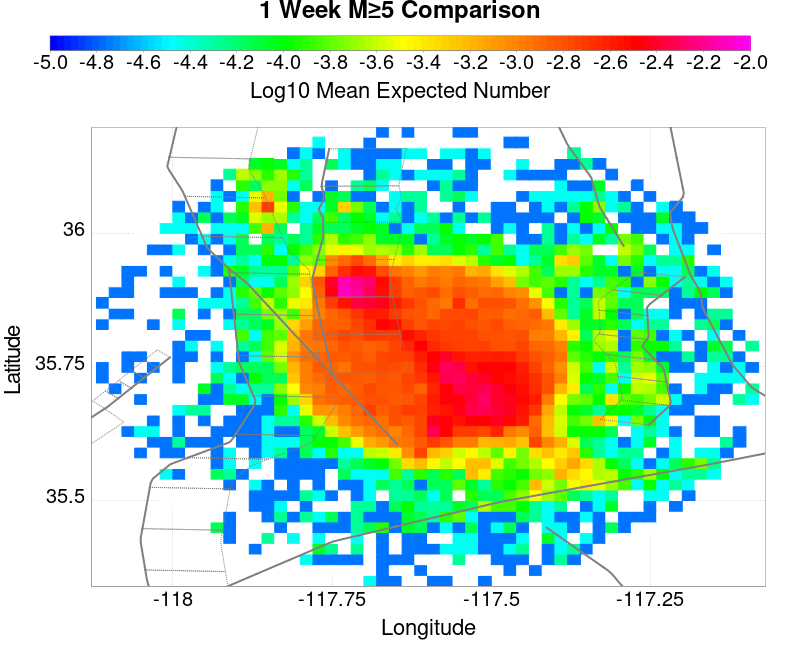 1 Week M≥5 Comparison
-5.0 -4.8 -4.6 -4.4 -4.2 -4.0 -3.8 -3.6 -3.4 -3.2 -3.0 -2.8 -2.6 -2.4 -2.2 -2.0
Log10 Mean Expected Number
36
35.75
35.5
Latitude
-118 -117.75 -117.5 -117.25
Longitude